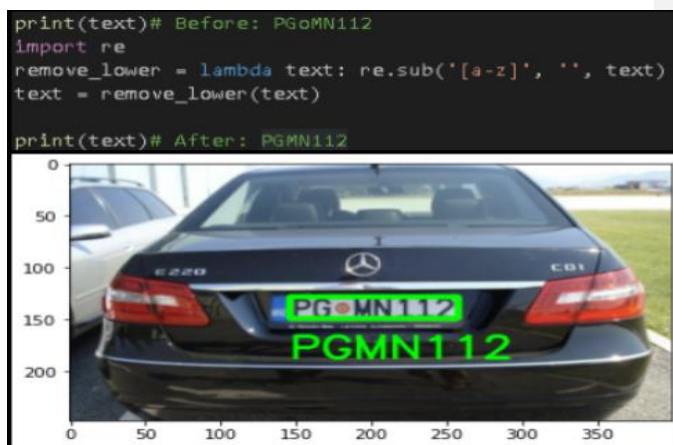 print(text)# Before: PGoMN112
import re
remove_lower = lambda text: re.sub('[a-z]', '', text)
text = remove_lower(text)
print(text)# After: PGMN112
0
50
100
150
200
E220
CDI
PG MN112
PGMN112
0 50 100 150 200 250 300 350